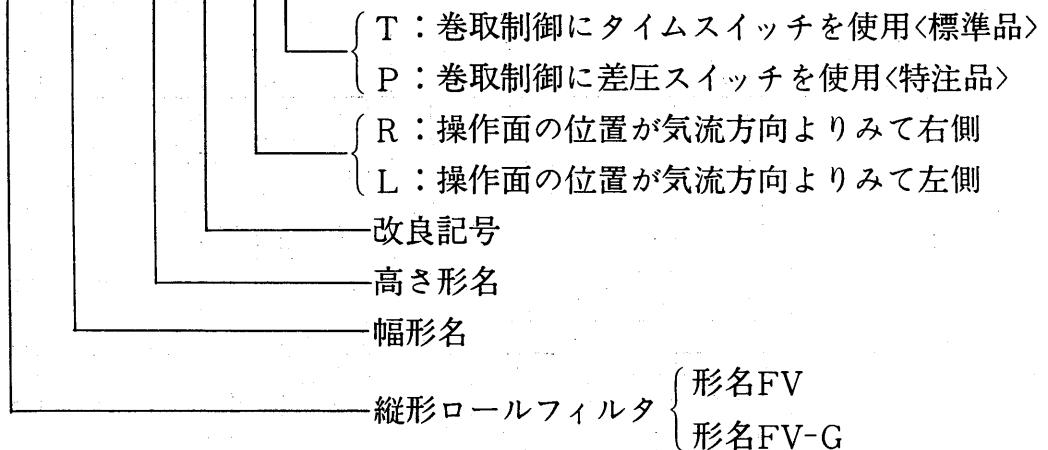 T：巻取制御にタイムスイッチを使用<標準品>
P：巻取制御に差圧スイッチを使用<特注品>
R：操作面の位置が気流方向よりみて右側
L：操作面の位置が気流方向よりみて左側
改良記号
高さ形名
幅形名
縦形ロールフィルタ
形名FV
形名FV-G